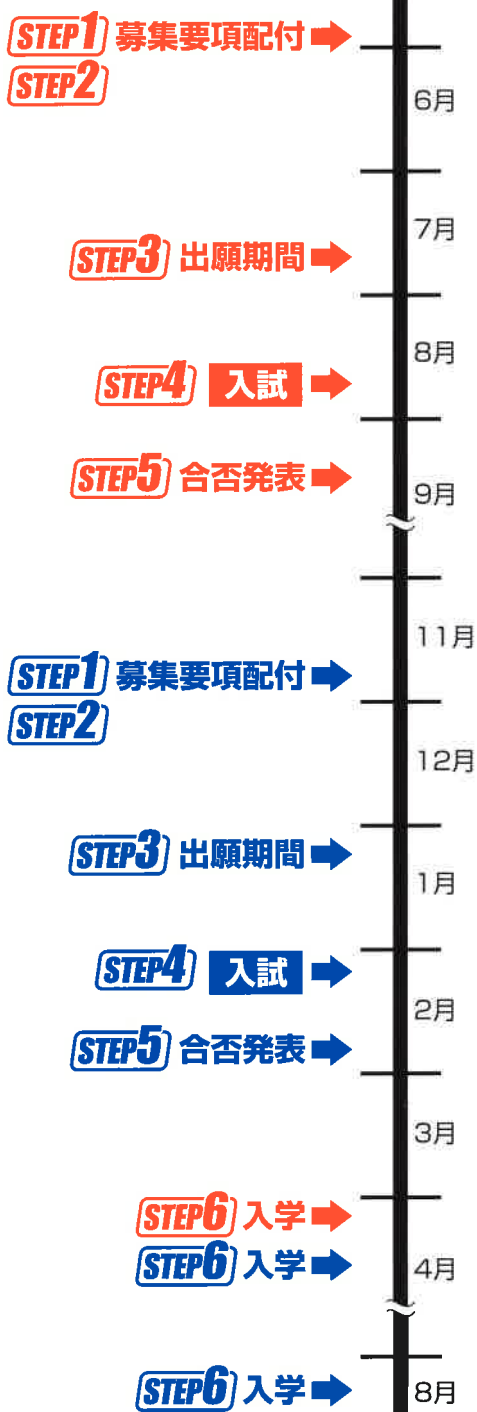 STEP1 募集要項配付
STEP2
6月
7月
STEP3 出願期間
8月
STEP4 入試
STEP5 合否発表
9月
11月
STEP1 募集要項配付
STEP2
12月
STEP3 出願期間
1月
STEP4 入試
2月
STEP5 合否発表
3月
STEP6 入学
STEP6 入学
4月
STEP6 入学
8月